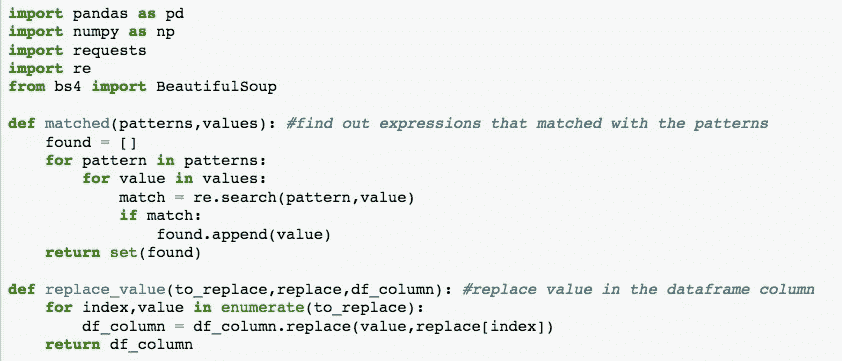 import pandas as pd
import numpy as np
import requests
import re
from bs4 import BeautifulSoup

def matched(patterns,values): #find out expressions that matched with the patterns
    found = []
    for pattern in patterns:
        for value in values:
            match = re.search(pattern,value)
            if match:
                found.append(value)
    return set(found)

def replace_value(to_replace,replace,df_column): #replace value in the dataframe column
    for index,value in enumerate(to_replace):
        df_column = df_column.replace(value,replace[index])
    return df_column